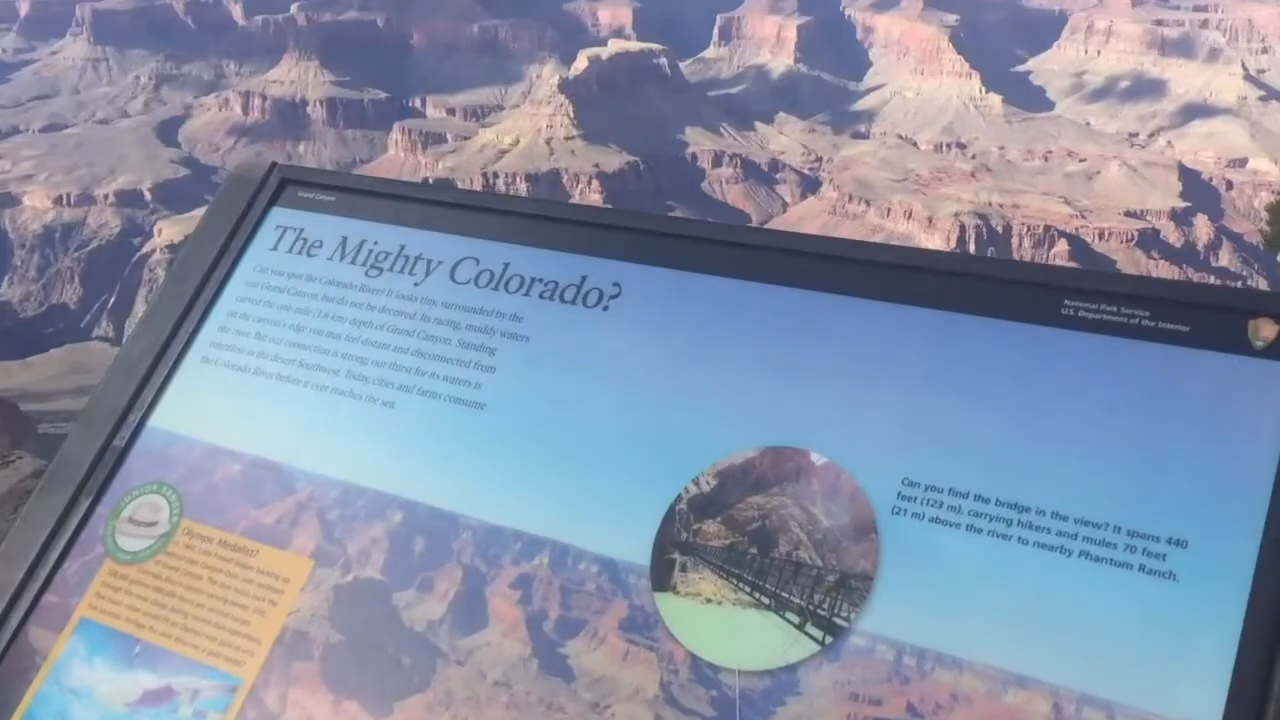 Grand Canyon
National Park Service
U.S. Department of the Interior
The Mighty Colorado?
Can you spot the Colorado River? It looks tiny, surrounded by the
vast Grand Canyon, but do not be deceived. Its racing, muddy waters
carved the one-mile (1.6 km) depth of Grand Canyon. Standing
on the canyon's edge you may feel distant and disconnected from
the river. But our connection is strong; our thirst for its waters is
relentless in the desert Southwest. Today, cities and farms consume
the Colorado River before it ever reaches the sea.
Can you find the bridge in the view? It spans 440
feet (123 m), carrying hikers and mules 70 feet
(21 m) above the river to nearby Phantom Ranch.
JUNIOR RANGER
Olympic Medalist?